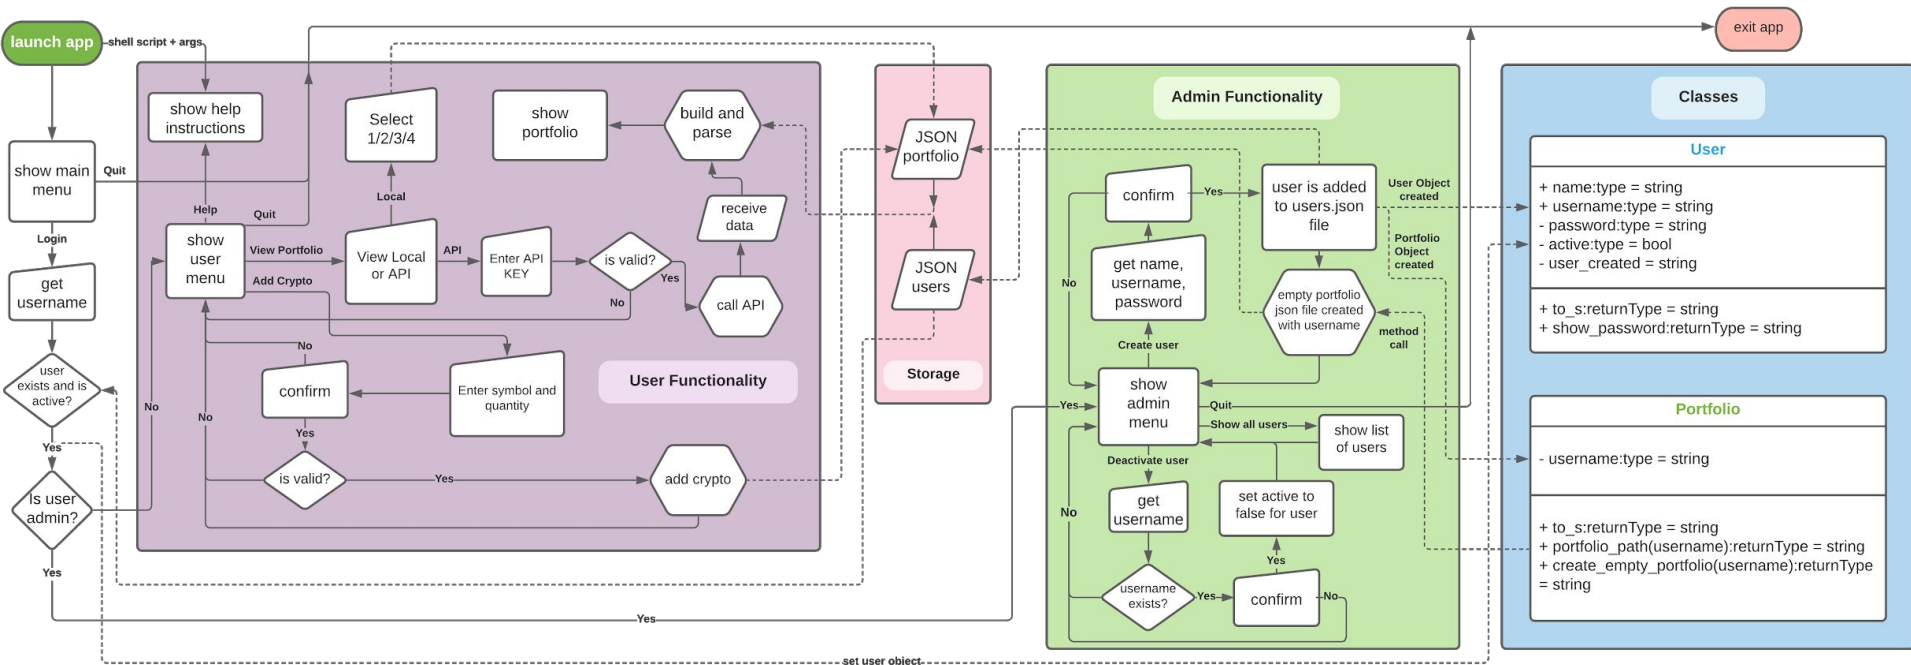 launch app
shell script + args
exit app
show main
menu
Quit
Login
get
username
user
exists and is
active?
Yes
Is user
admin?
No
Yes
Yes
set user object
show help
instructions
Help
Quit
show
user
menu
View Portfolio
Add Crypto
Select
1/2/3/4
Local
View Local
or API
API
Enter API
KEY
is valid?
Yes
No
call API
receive
data
build and
parse
show
portfolio
Enter symbol and
quantity
confirm
No
Yes
is valid?
No
Yes
add crypto
User Functionality
JSON
portfolio
JSON
users
Storage
Admin Functionality
confirm
Yes
No
user is added
to users.json
file
get name,
username,
password
Create user
empty portfolio
json file created
with username
User Object
created
Portfolio
Object
created
method
call
Yes
show
admin
menu
Quit
Show all users
show list
of users
Deactivate user
get
username
set active to
false for user
No
Yes
username
exists?
Yes
confirm
No
Classes
User
+ name:type = string
+ username:type = string
- password:type = string
- active:type = bool
- user_created = string
+ to_s:returnType = string
+ show_password:returnType = string
Portfolio
- username:type = string
+ to_s:returnType = string
+ portfolio_path(username):returnType = string
+ create_empty_portfolio(username):returnType
= string